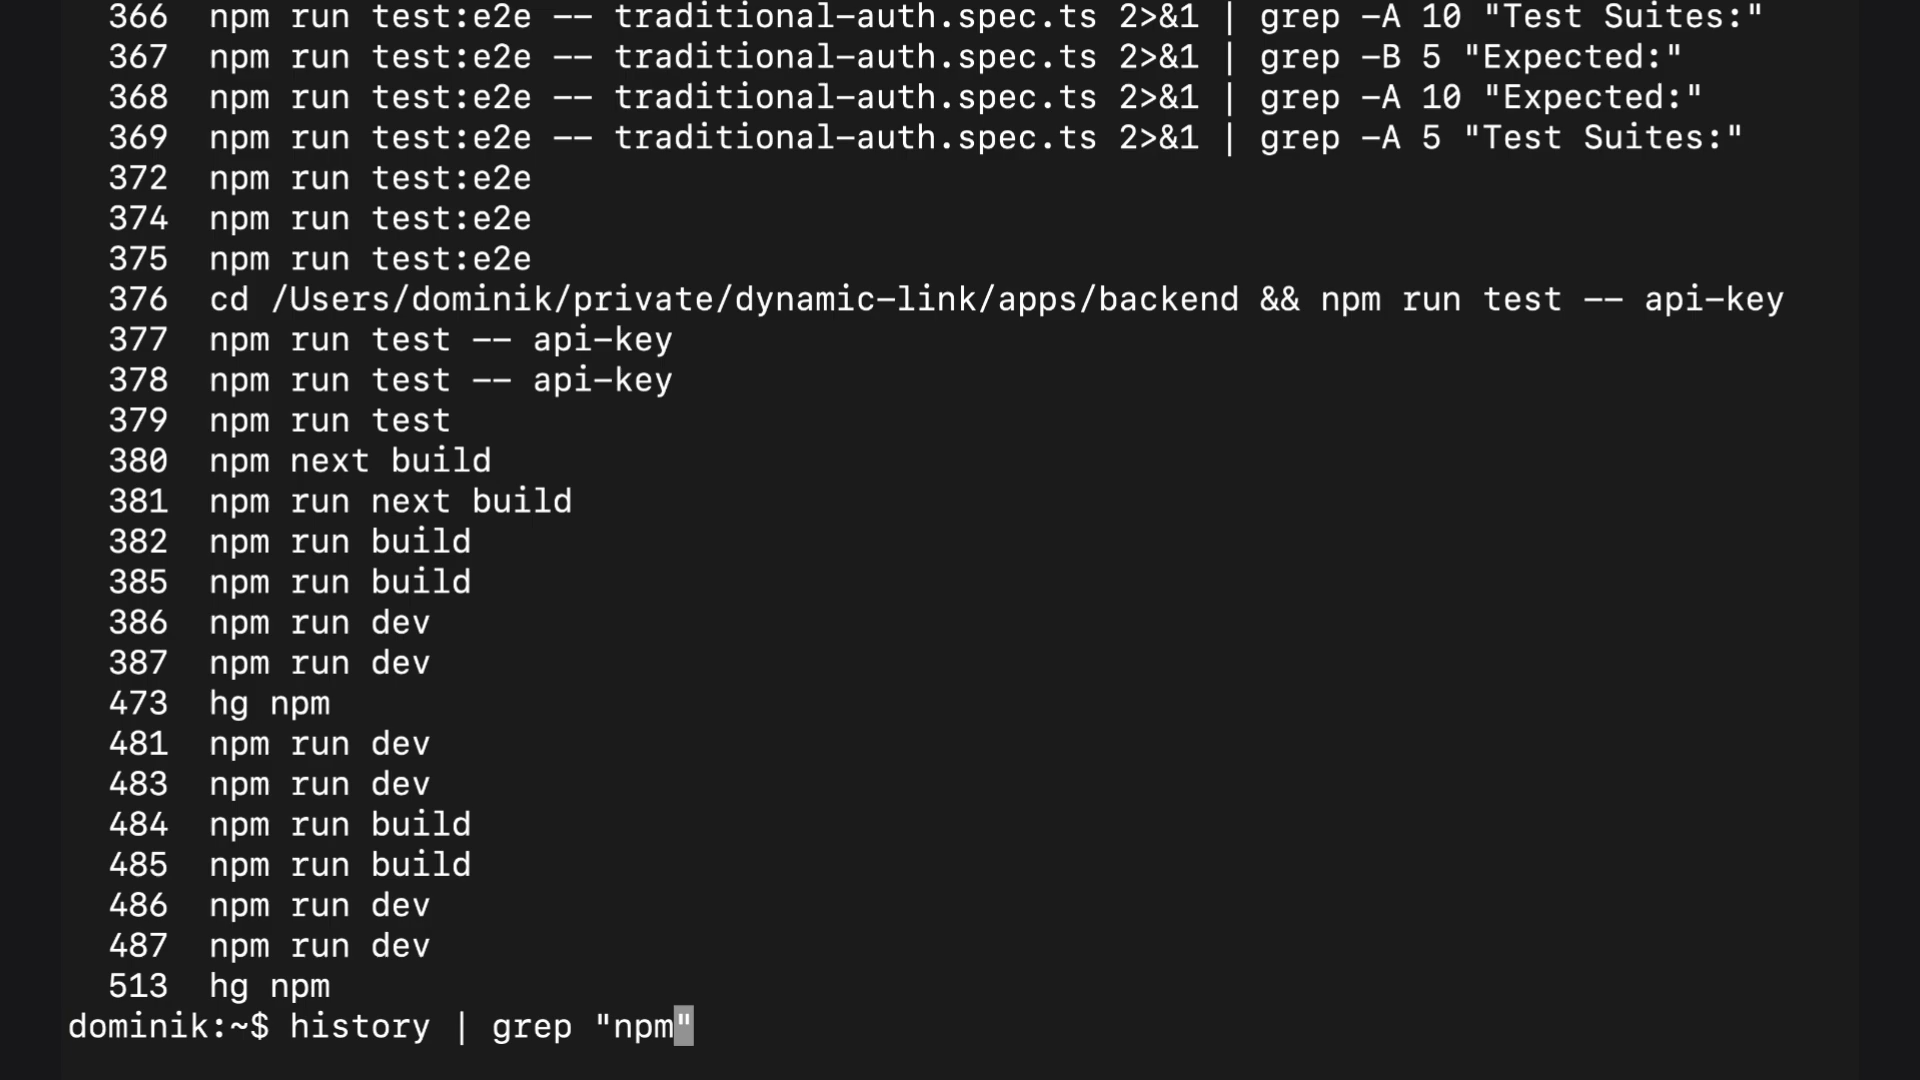 366  npm run test:e2e -- traditional-auth.spec.ts 2>&1 | grep -A 10 "Test Suites:"
367  npm run test:e2e -- traditional-auth.spec.ts 2>&1 | grep -B 5 "Expected:"
368  npm run test:e2e -- traditional-auth.spec.ts 2>&1 | grep -A 10 "Expected:"
369  npm run test:e2e -- traditional-auth.spec.ts 2>&1 | grep -A 5 "Test Suites:"
372  npm run test:e2e
374  npm run test:e2e
375  npm run test:e2e
376  cd /Users/dominik/private/dynamic-link/apps/backend && npm run test -- api-key
377  npm run test -- api-key
378  npm run test -- api-key
379  npm run test
380  npm next build
381  npm run next build
382  npm run build
385  npm run build
386  npm run dev
387  npm run dev
473  hg npm
481  npm run dev
483  npm run dev
484  npm run build
485  npm run build
486  npm run dev
487  npm run dev
513  hg npm
dominik:~$ history | grep "npm"